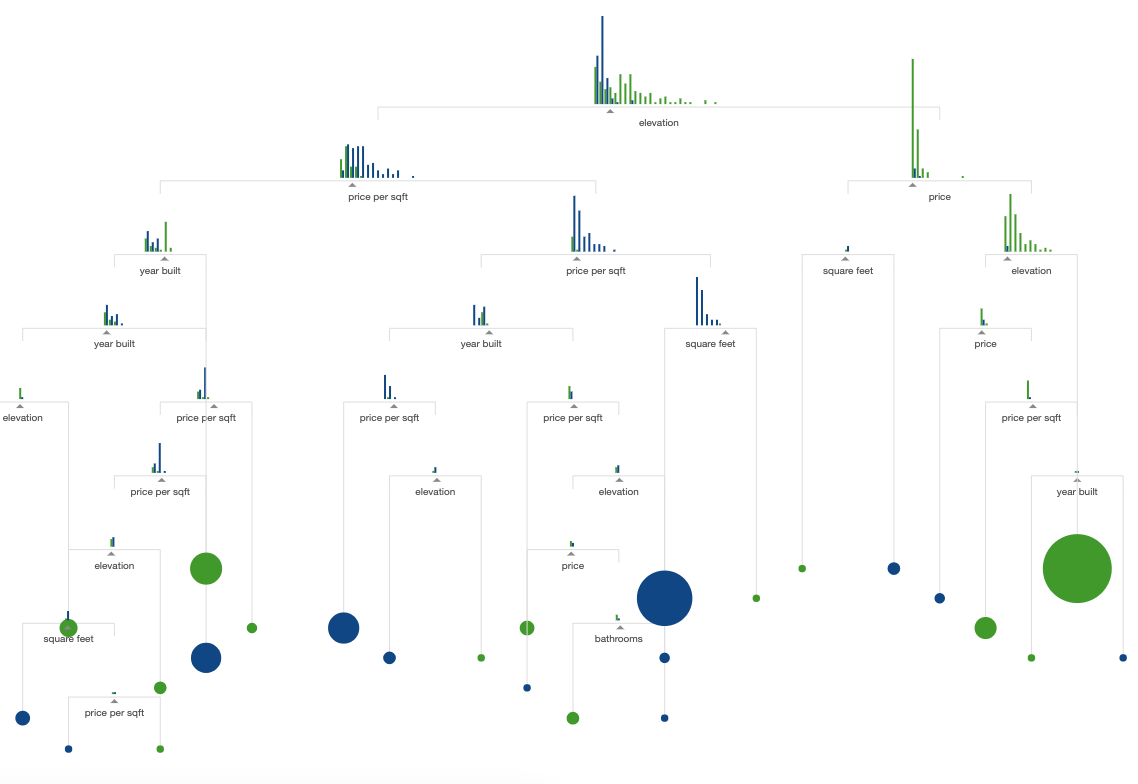 elevation
price per sqft
price
year built
price per sqft
square feet
elevation
year built
year built
square feet
price
elevation
price per sqft
price per sqft
price per sqft
price per sqft
price per sqft
elevation
elevation
year built
elevation
price
square feet
bathrooms
price per sqft